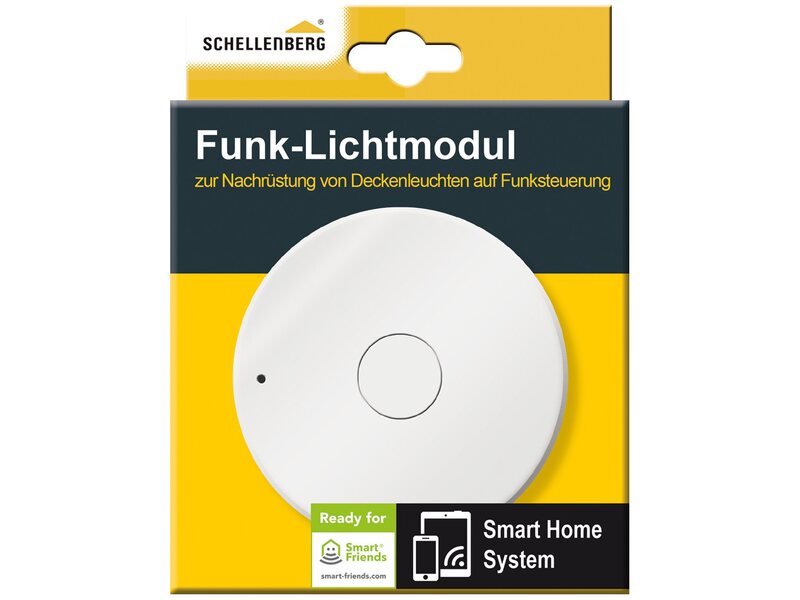 SCHELLENBERG®
Funk-Lichtmodul
zur Nachrüstung von Deckenleuchten auf Funksteuerung
Ready for
Smart®
Friends
smart-friends.com
Smart Home
System